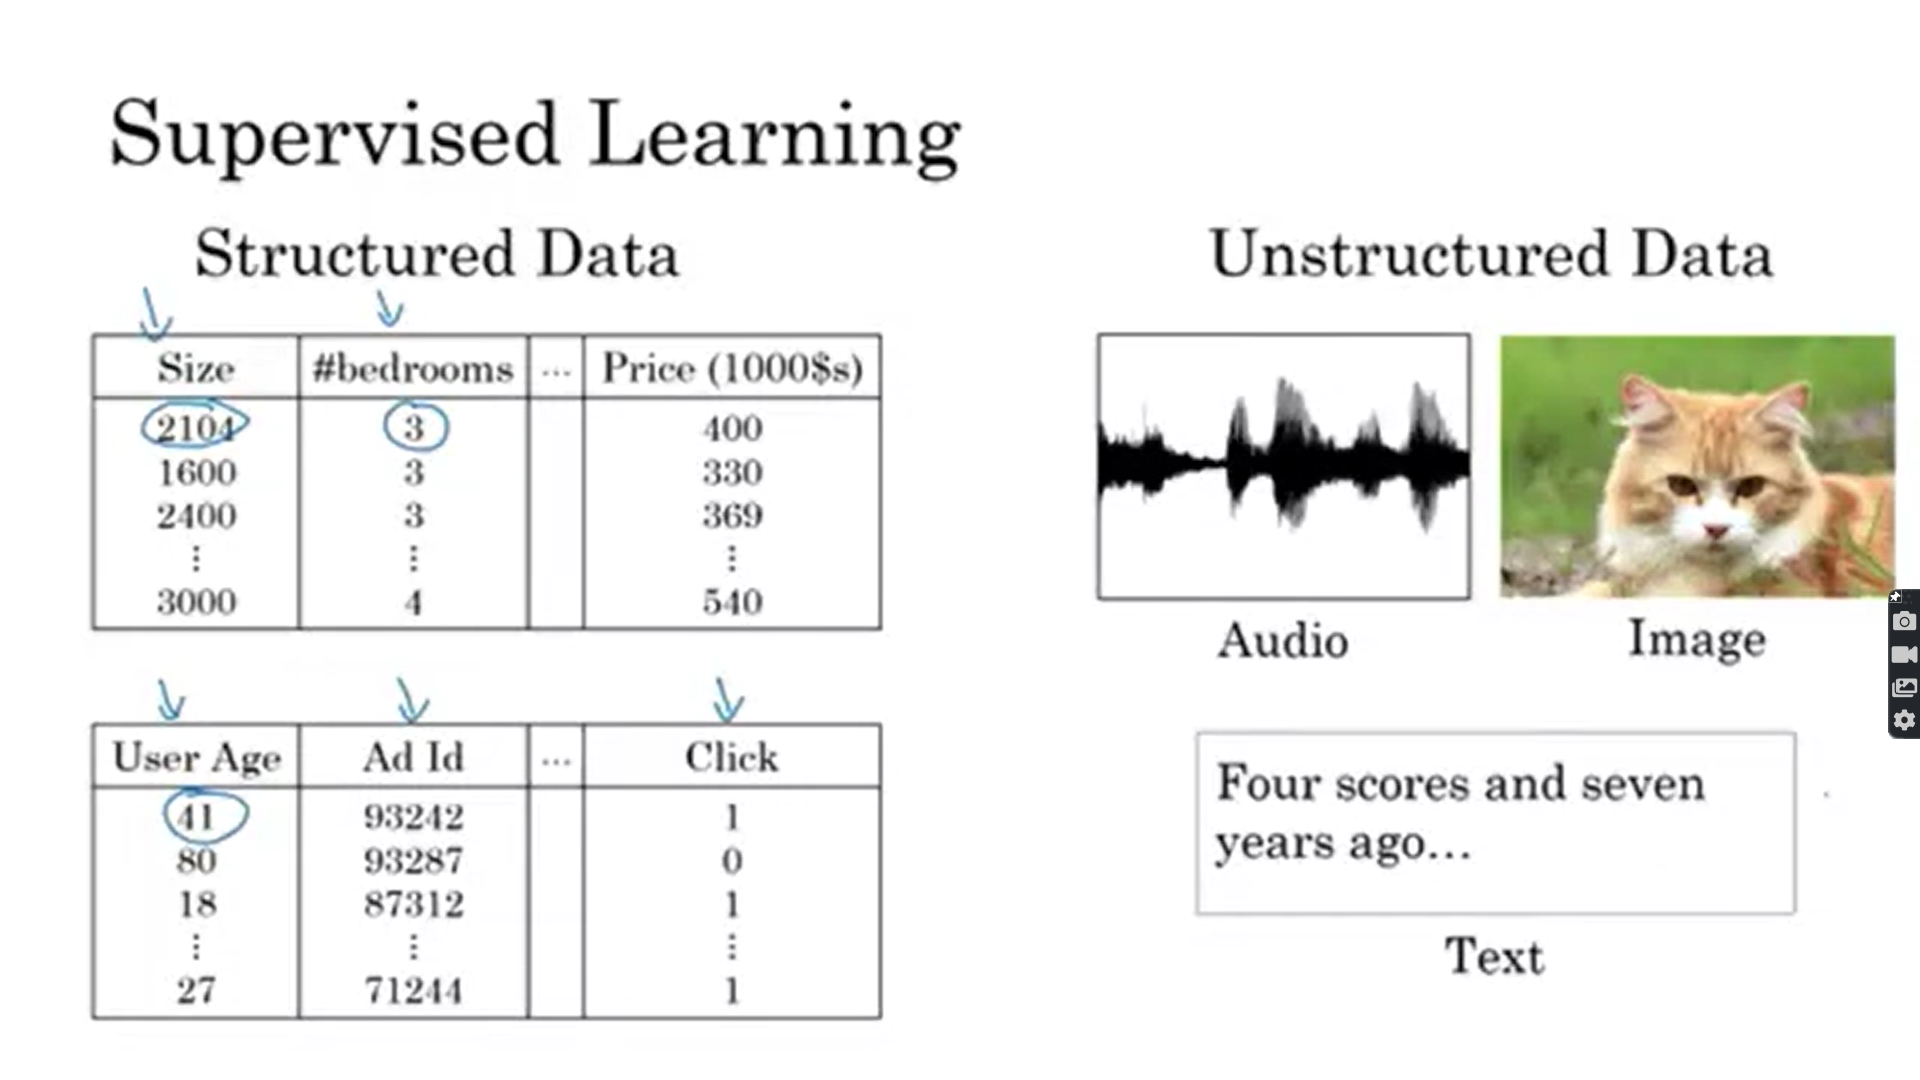 Supervised Learning
Structured Data
Size #bedrooms ... Price (1000$s)
2104 3 400
1600 3 330
2400 3 369
⋮ ⋮ ⋮
3000 4 540
User Age Ad Id ... Click
41 93242 1
80 93287 0
18 87312 1
⋮ ⋮ ⋮
27 71244 1
Unstructured Data
Audio
Image
Four scores and seven
years ago...
Text